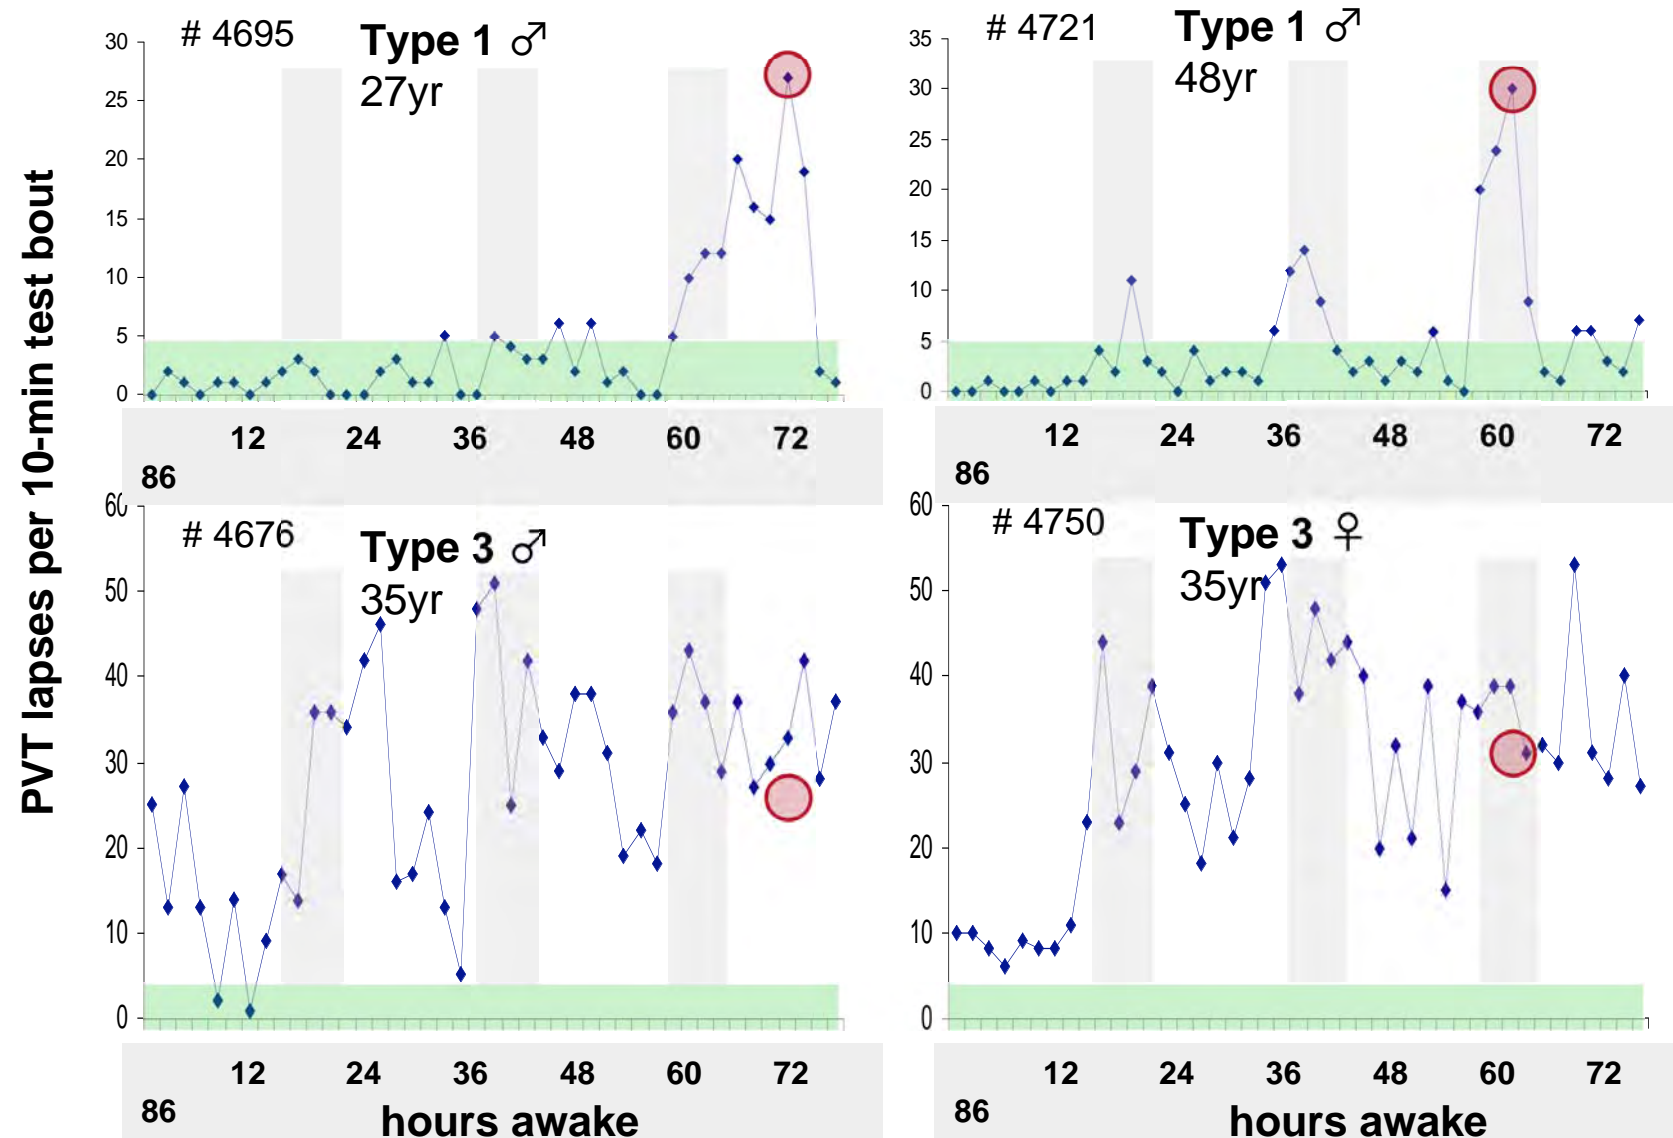 PVT lapses per 10-min test bout
# 4695
Type 1 ♂
27yr
30
25
20
15
10
5
0
12 24 36 48 60 72
86
# 4721
Type 1 ♂
48yr
35
30
25
20
15
10
5
0
12 24 36 48 60 72
86
# 4676
Type 3 ♂
35yr
60
50
40
30
20
10
0
12 24 36 48 60 72
86
hours awake
# 4750
Type 3 ♀
35yr
60
50
40
30
20
10
0
12 24 36 48 60 72
86
hours awake